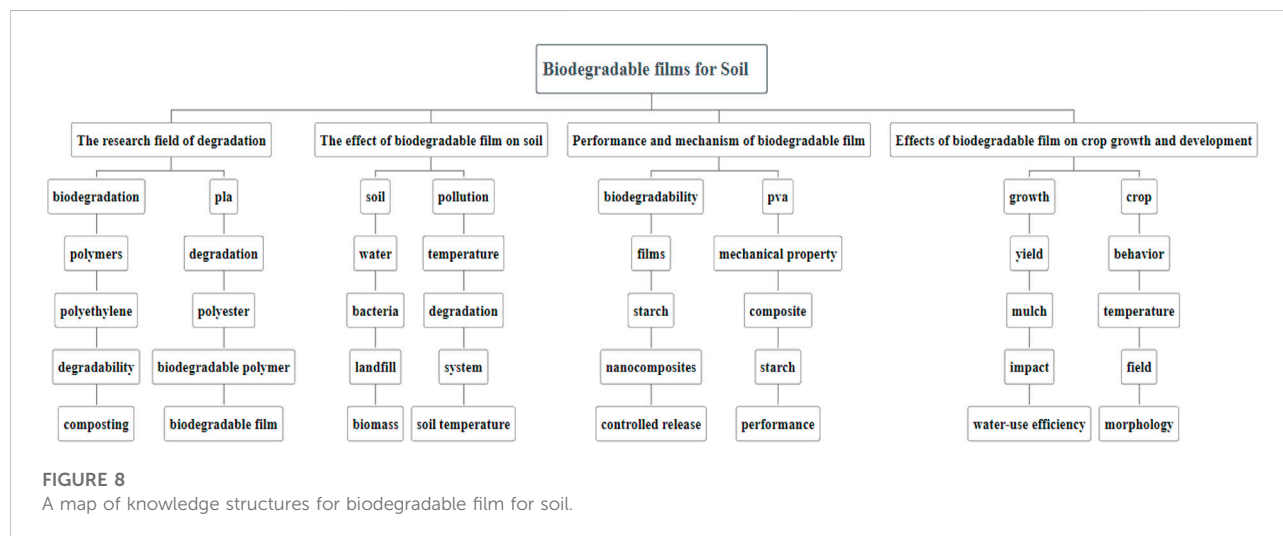 Biodegradable films for Soil
The research field of degradation
The effect of biodegradable film on soil
Performance and mechanism of biodegradable film
Effects of biodegradable film on crop growth and development
biodegradation
pla
soil
pollution
biodegradability
pva
growth
crop
polymers
degradation
water
temperature
films
mechanical property
yield
behavior
polyethylene
polyester
bacteria
degradation
starch
composite
mulch
temperature
degradability
biodegradable polymer
landfill
system
nanocomposites
starch
impact
field
composting
biodegradable film
biomass
soil temperature
controlled release
performance
water-use efficiency
morphology
FIGURE 8
A map of knowledge structures for biodegradable film for soil.